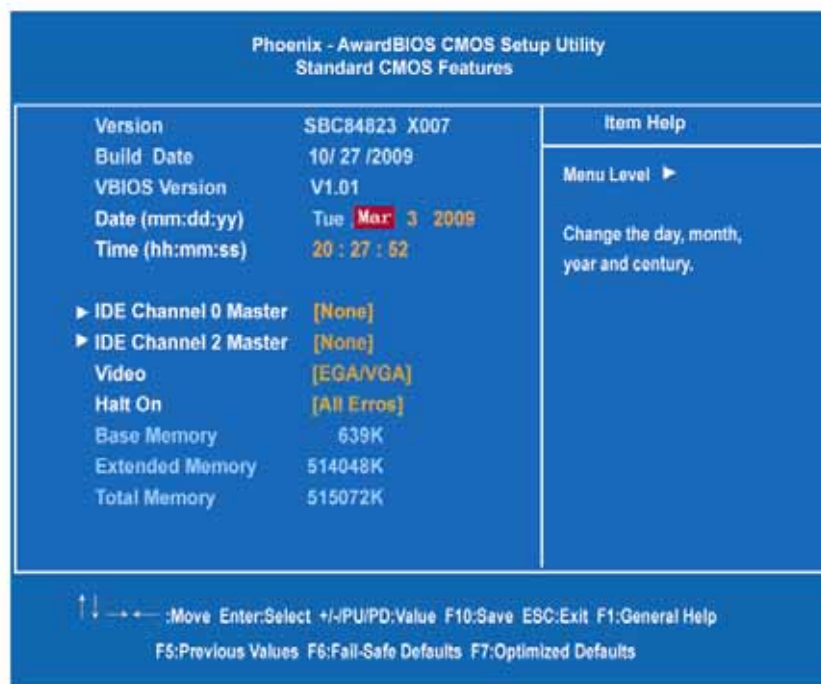 Phoenix - AwardBIOS CMOS Setup Utility
Standard CMOS Features
Version SBC84823 X007
Build Date 10/ 27 /2009
VBIOS Version V1.01
Date (mm:dd:yy) Tue Mar 3 2009
Time (hh:mm:ss) 20 : 27 : 52
▶ IDE Channel 0 Master [None]
▶ IDE Channel 2 Master [None]
Video [EGA/VGA]
Halt On [All Erros]
Base Memory 639K
Extended Memory 514048K
Total Memory 515072K
Item Help
Menu Level ▶
Change the day, month,
year and century.
↑↓→← :Move Enter:Select +/-/PU/PD:Value F10:Save ESC:Exit F1:General Help
F5:Previous Values F6:Fail-Safe Defaults F7:Optimized Defaults